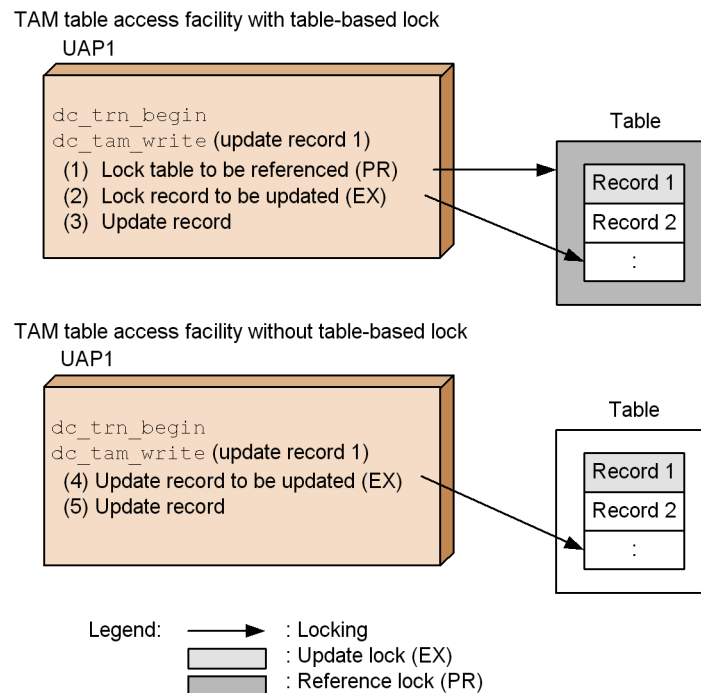 TAM table access facility with table-based lock
UAP1
dc_trn_begin
dc_tam_write (update record 1)
(1) Lock table to be referenced (PR)
(2) Lock record to be updated (EX)
(3) Update record
Table
Record 1
Record 2
:
TAM table access facility without table-based lock
UAP1
dc_trn_begin
dc_tam_write (update record 1)
(4) Update record to be updated (EX)
(5) Update record
Table
Record 1
Record 2
:
Legend: : Locking
: Update lock (EX)
: Reference lock (PR)